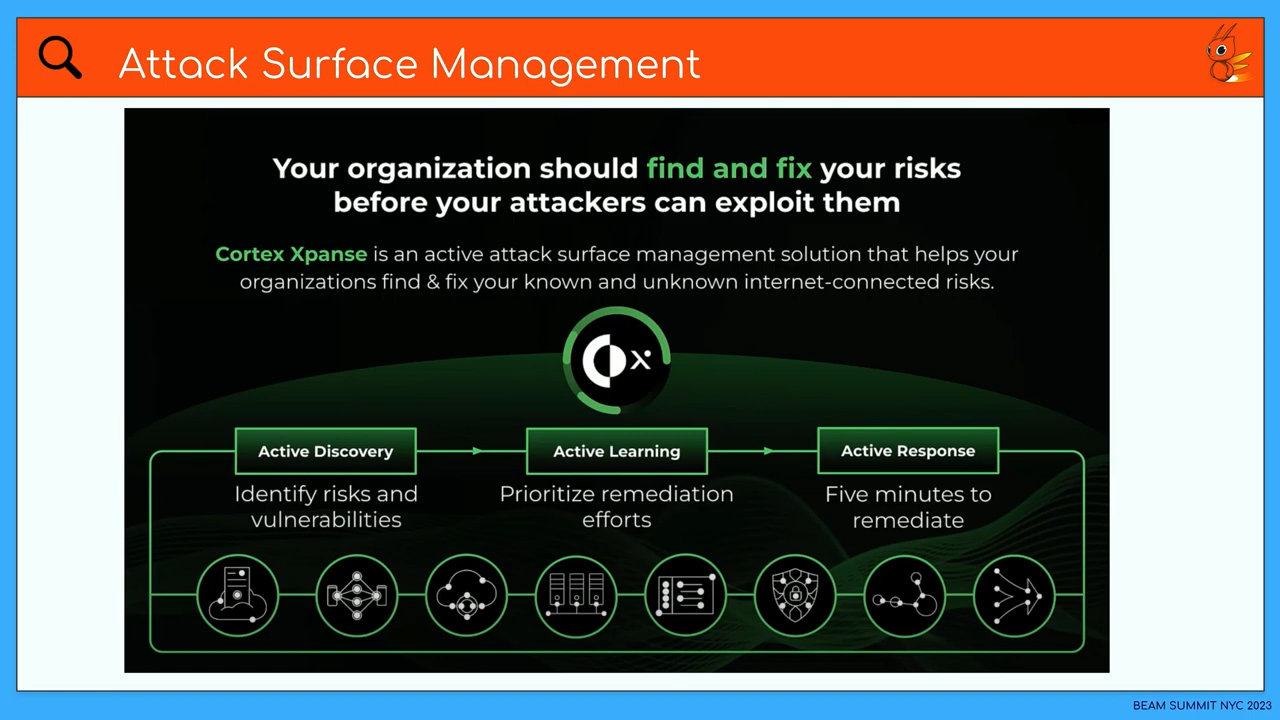 Attack Surface Management
Your organization should find and fix your risks
before your attackers can exploit them
Cortex Xpanse is an active attack surface management solution that helps your
organizations find & fix your known and unknown internet-connected risks.
Active Discovery
Identify risks and
vulnerabilities
Active Learning
Prioritize remediation
efforts
Active Response
Five minutes to
remediate
BEAM SUMMIT NYC 2023